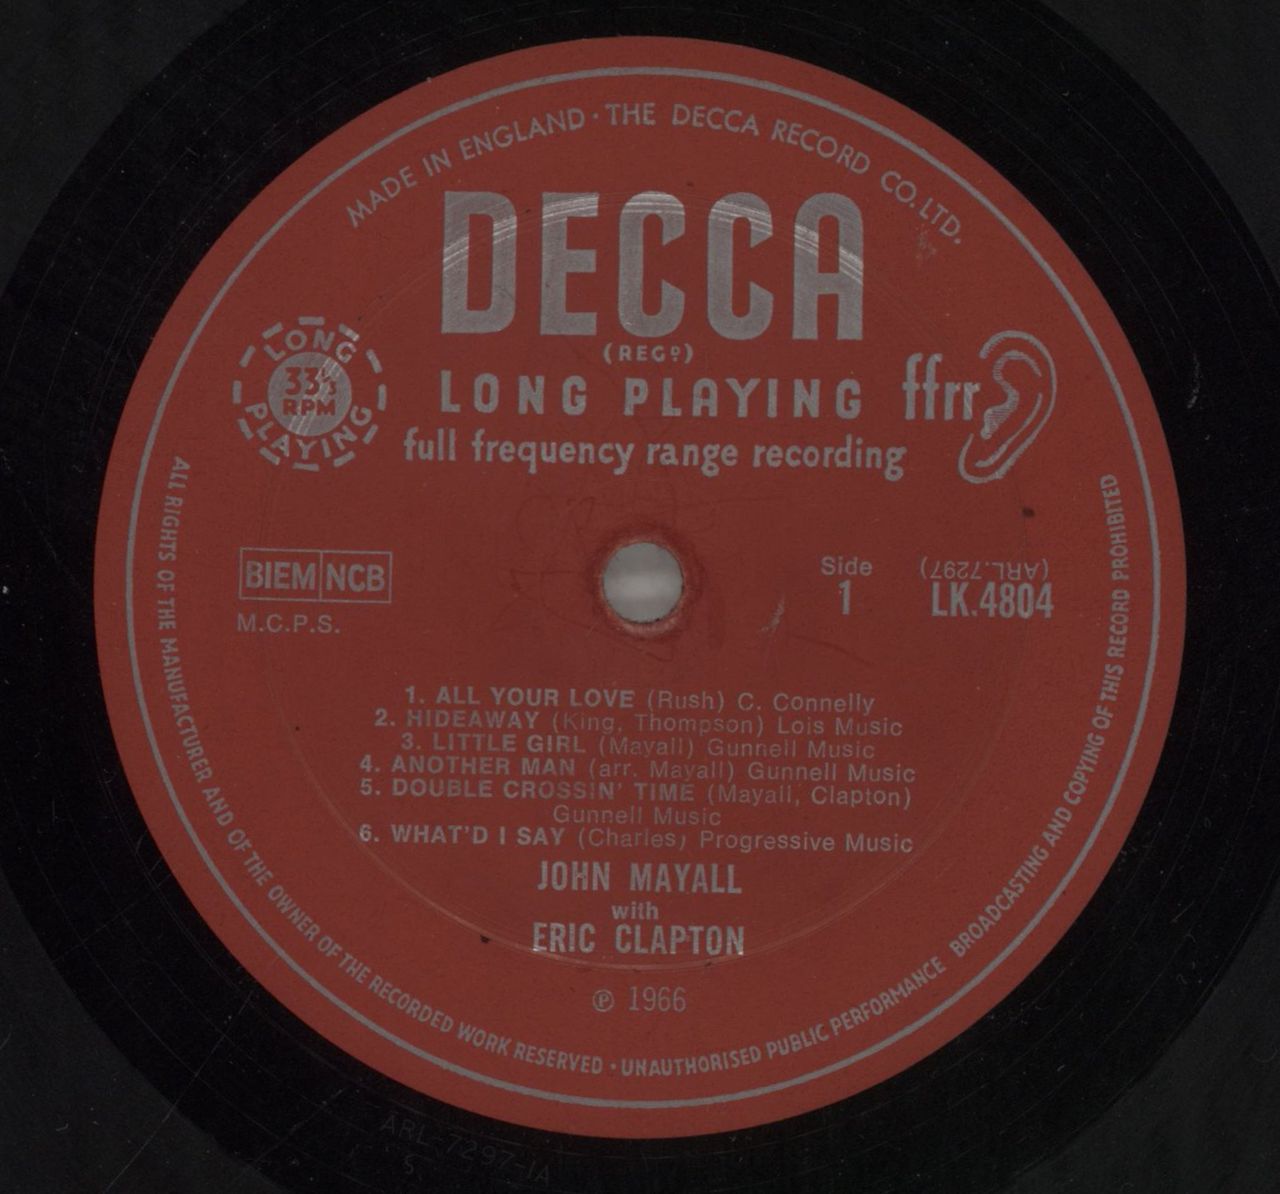 MADE IN ENGLAND · THE DECCA RECORD CO. LTD.
DECCA
(REGᴰ)
LONG PLAYING
33⅓ RPM
LONG PLAYING
ffrr
full frequency range recording
BIEM NCB
M.C.P.S.
Side
1
(ARL.7297)
LK.4804
1. ALL YOUR LOVE (Rush) C. Connelly
2. HIDEAWAY (King, Thompson) Lois Music
3. LITTLE GIRL (Mayall) Gunnell Music
4. ANOTHER MAN (arr. Mayall) Gunnell Music
5. DOUBLE CROSSIN' TIME (Mayall, Clapton)
Gunnell Music
6. WHAT'D I SAY (Charles) Progressive Music
JOHN MAYALL
with
ERIC CLAPTON
℗ 1966
ALL RIGHTS OF THE MANUFACTURER AND OF THE OWNER OF THE RECORDED WORK RESERVED · UNAUTHORISED PUBLIC PERFORMANCE BROADCASTING AND COPYING OF THIS RECORD PROHIBITED
ARL-7297-1A